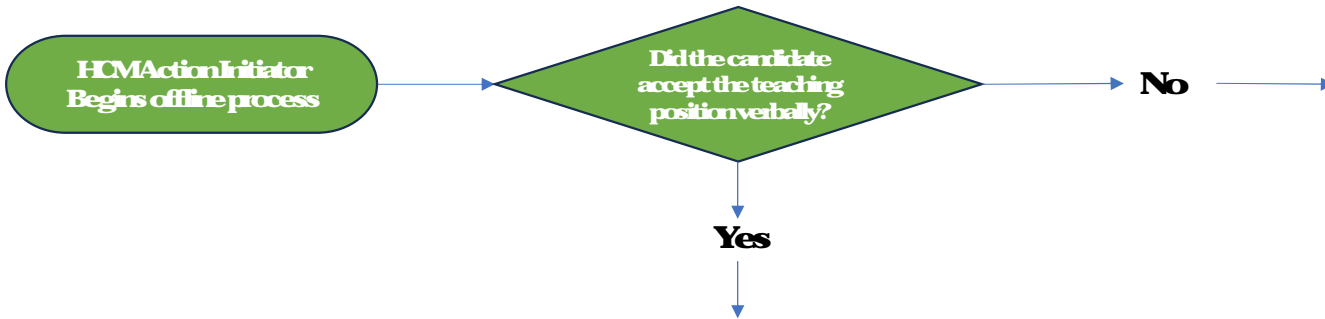 HCM Action Initiator
Begins offline process
Did the candidate
accept the teaching
position verbally?
No
Yes